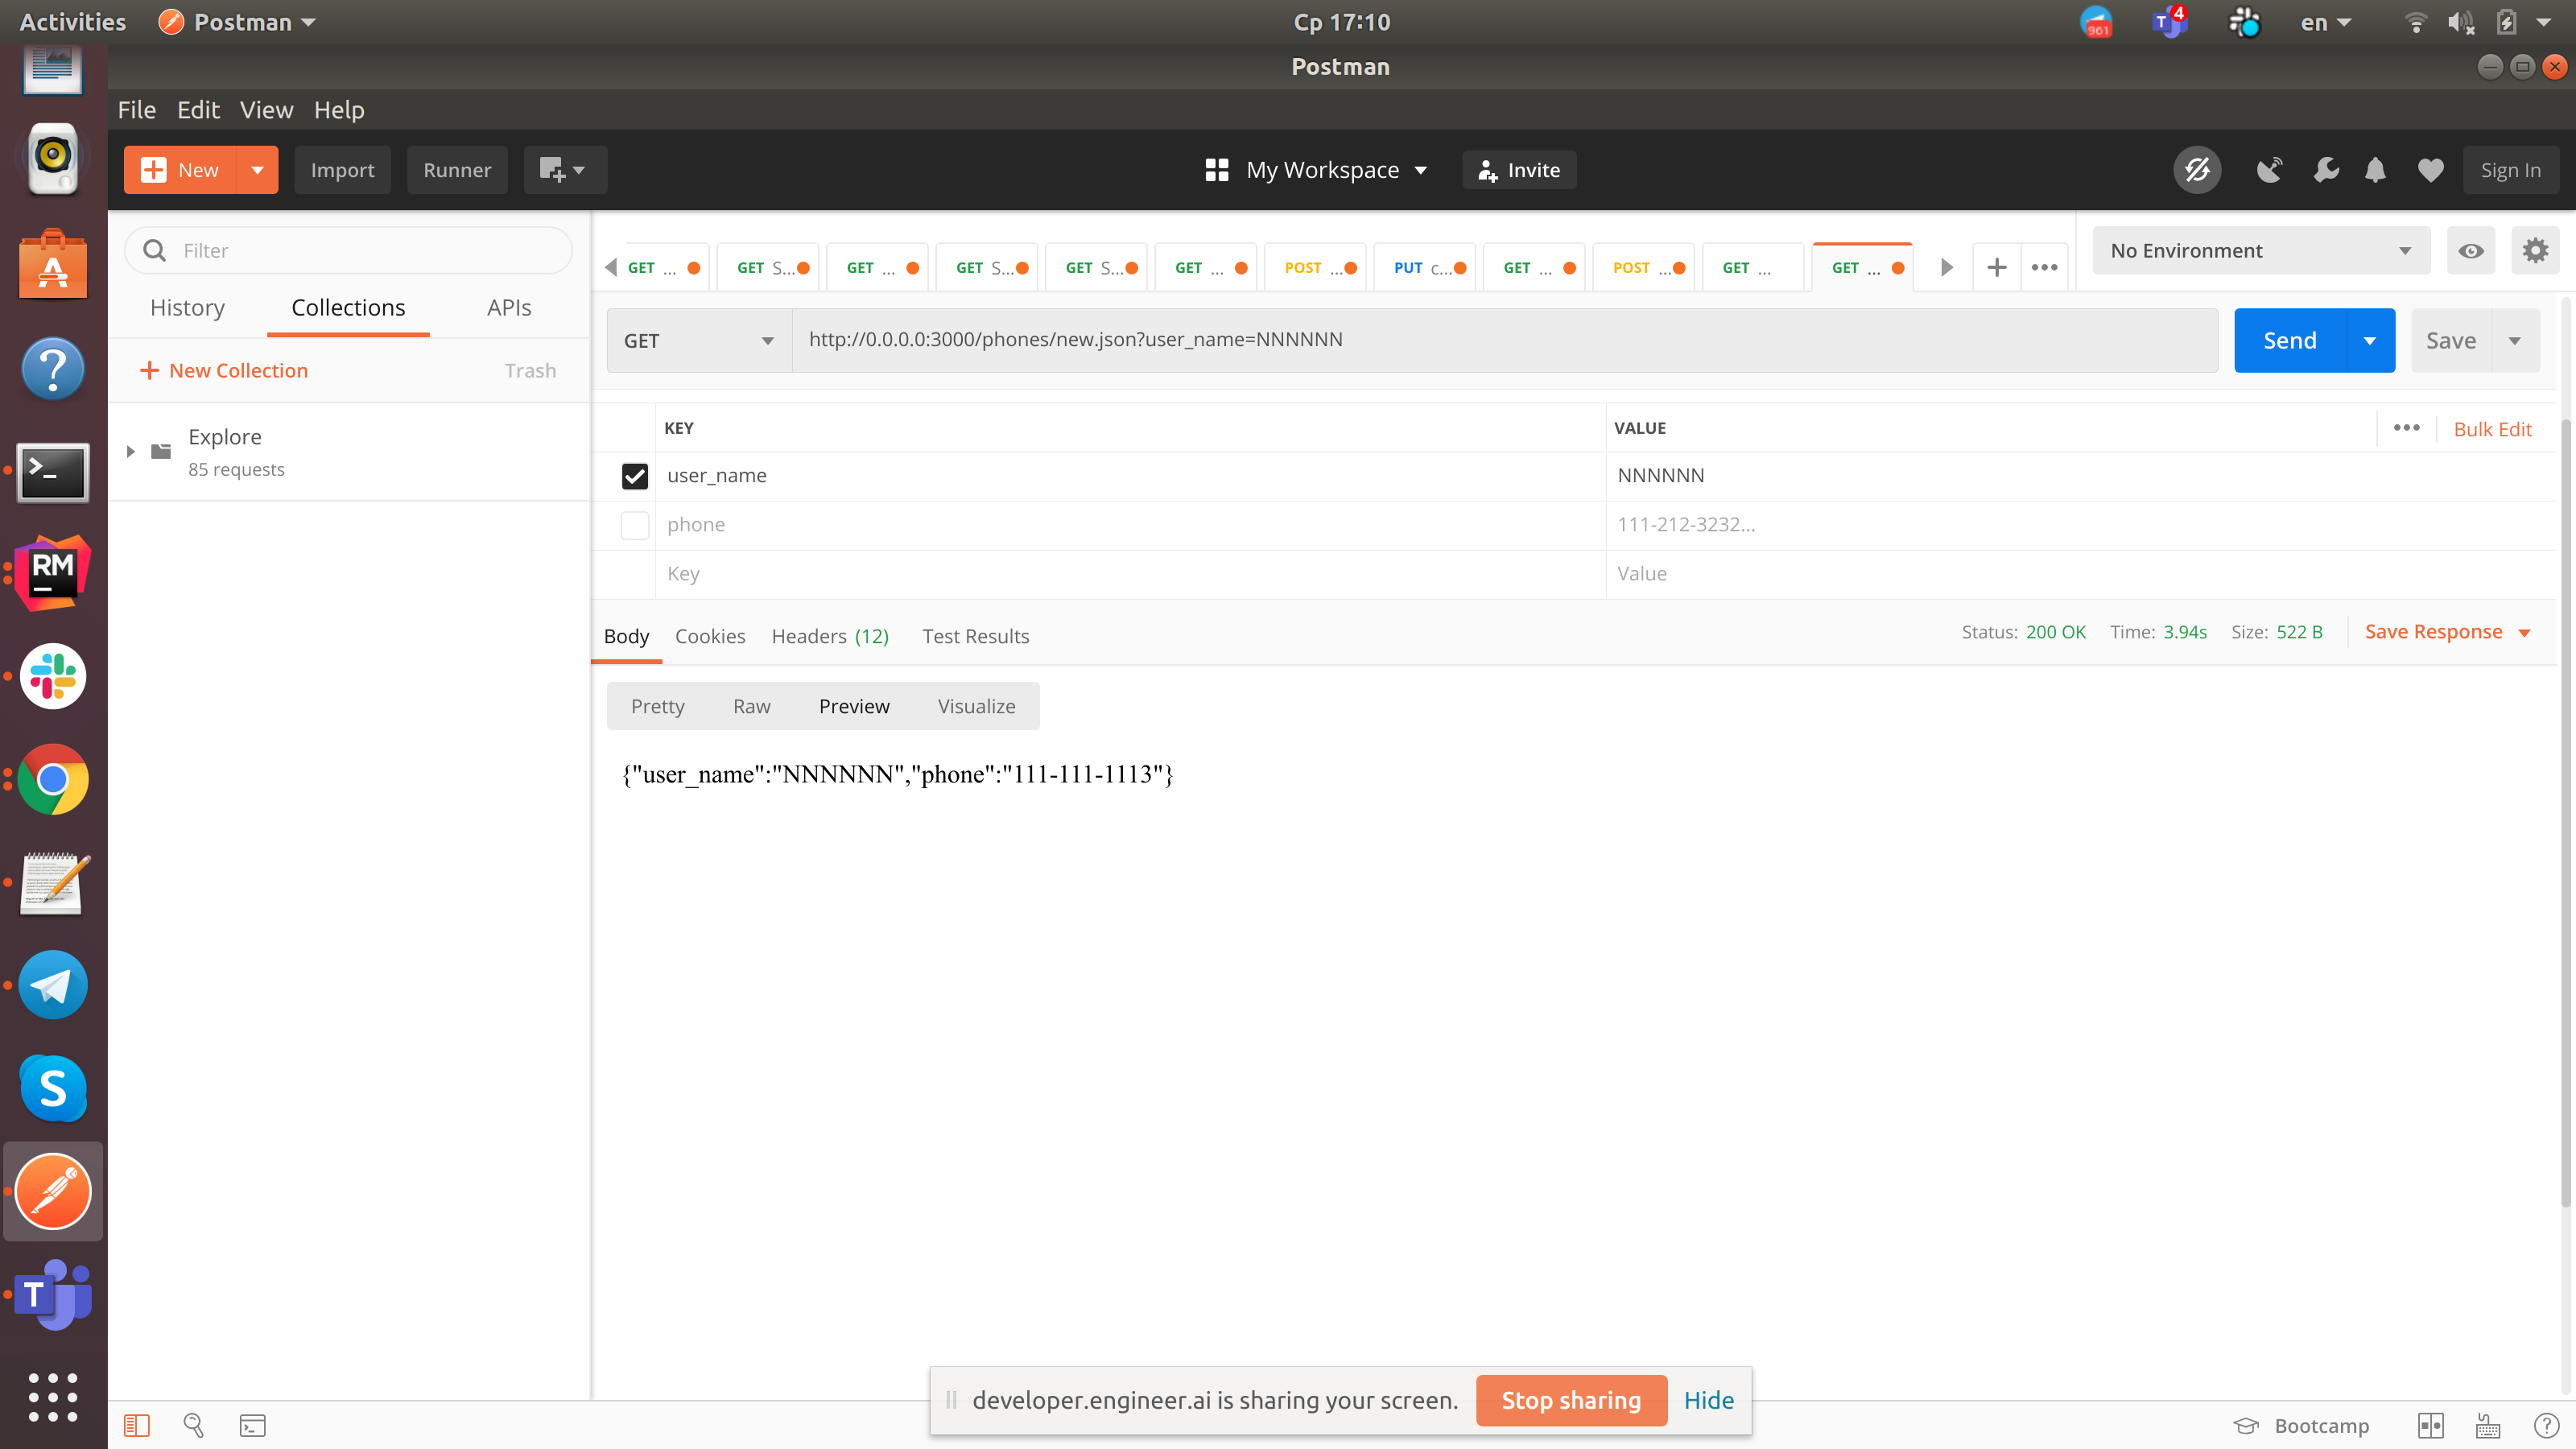 Activities Postman Ср 17:10 961 T 4 en
Postman
File Edit View Help
New Import Runner My Workspace Invite Sign In
Filter
History Collections APIs
+ New Collection Trash
Explore
85 requests
GET ... GET S... GET ... GET S... GET S... GET ... POST ... PUT c... GET ... POST ... GET ... GET ... + •••
No Environment
GET http://0.0.0.0:3000/phones/new.json?user_name=NNNNNN Send Save
KEY VALUE ••• Bulk Edit
user_name NNNNNN
phone 111-212-3232...
Key Value
Body Cookies Headers (12) Test Results Status: 200 OK Time: 3.94s Size: 522 B Save Response
Pretty Raw Preview Visualize
{"user_name":"NNNNNN","phone":"111-111-1113"}
RM
S
T
developer.engineer.ai is sharing your screen. Stop sharing Hide
Bootcamp